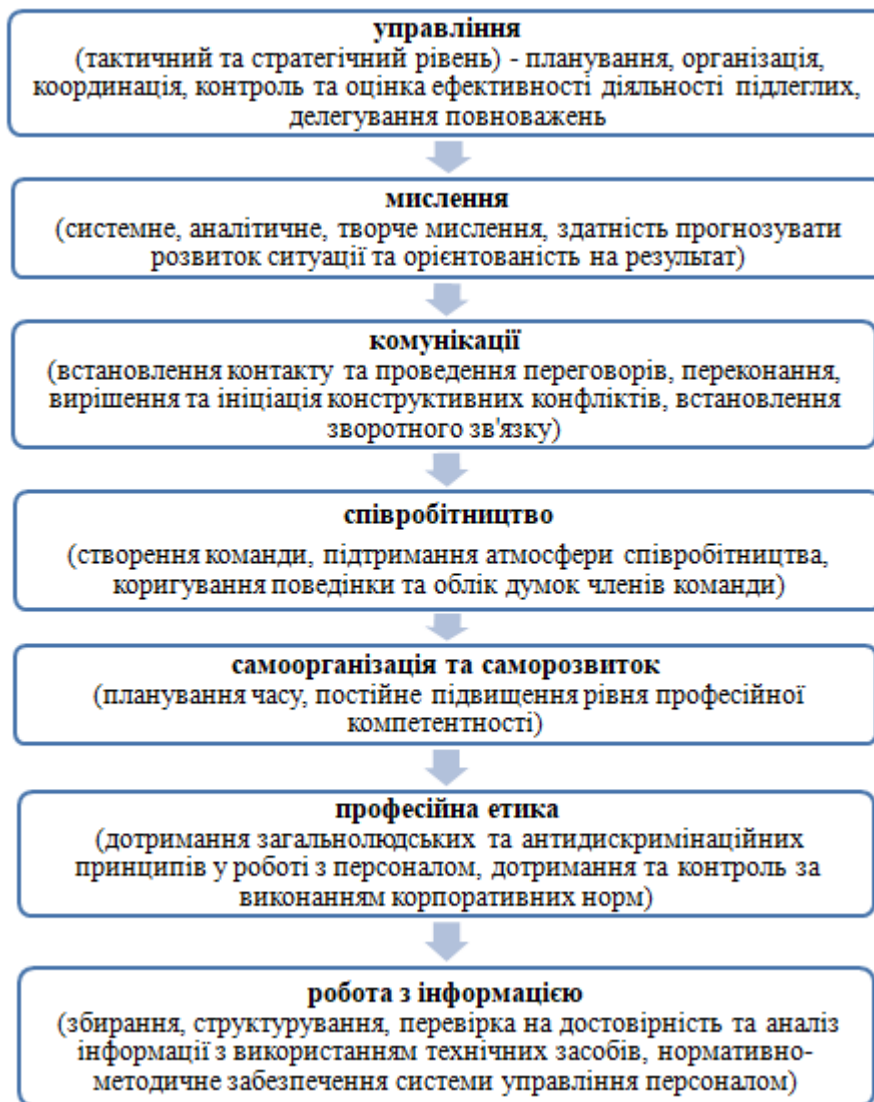 управління
(тактичний та стратегічний рівень) - планування, організація,
координація, контроль та оцінка ефективності діяльності підлеглих,
делегування повноважень
мислення
(системне, аналітичне, творче мислення, здатність прогнозувати
розвиток ситуації та орієнтованість на результат)
комунікації
(встановлення контакту та проведення переговорів, переконання,
вирішення та ініціація конструктивних конфліктів, встановлення
зворотного зв'язку)
співробітництво
(створення команди, підтримання атмосфери співробітництва,
коригування поведінки та облік думок членів команди)
самоорганізація та саморозвиток
(планування часу, постійне підвищення рівня професійної
компетентності)
професійна етика
(дотримання загальнолюдських та антидискримінаційних
принципів у роботі з персоналом, дотримання та контроль за
виконанням корпоративних норм)
робота з інформацією
(збирання, структурування, перевірка на достовірність та аналіз
інформації з використанням технічних засобів, нормативно-
методичне забезпечення системи управління персоналом)